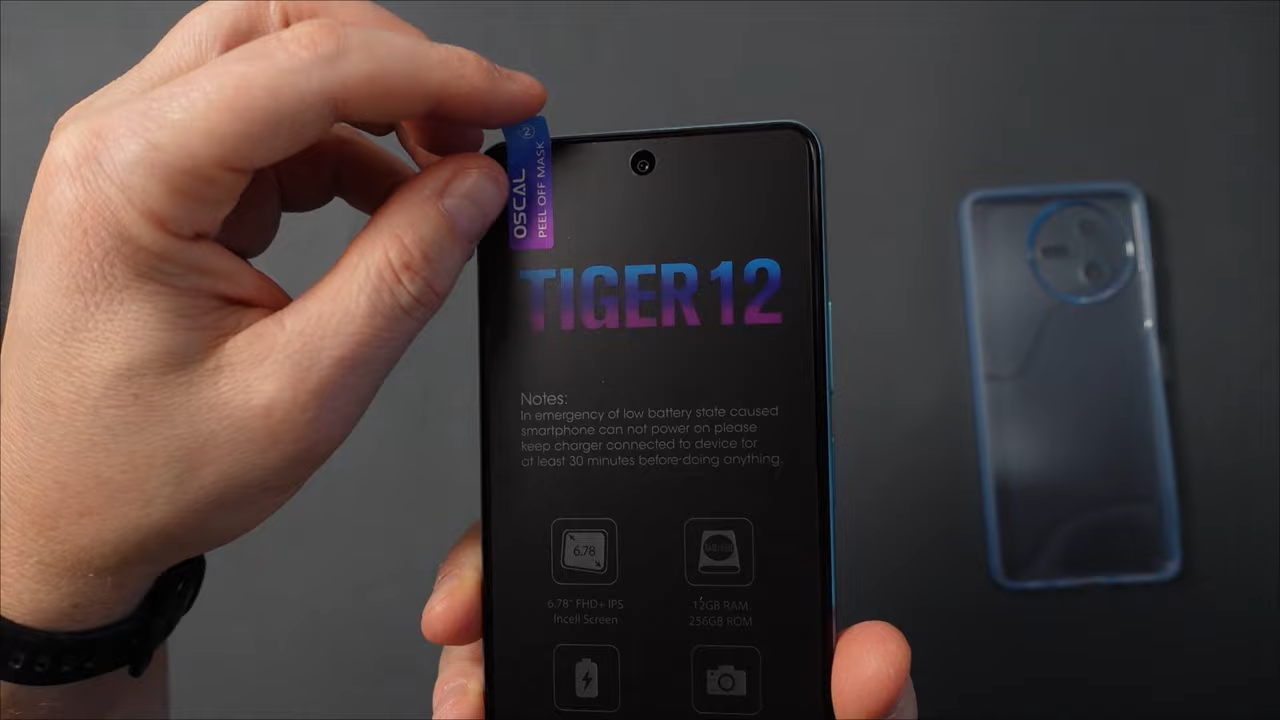 ②
OSCAL
PEEL OFF MASK
TIGER 12
Notes:
In emergency of low battery state caused
smartphone can not power on please
keep charger connected to device for
at least 30 minutes before doing anything.
6.78
6.78" FHD+ IPS
Incell Screen
12GB RAM
256GB ROM